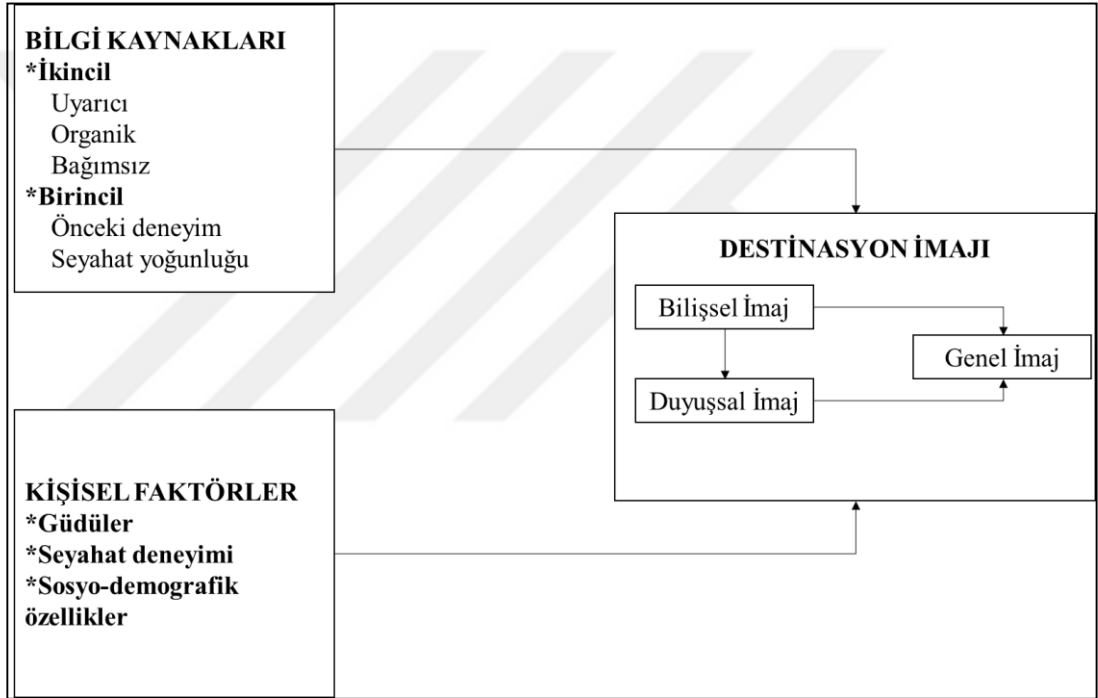 BİLGİ KAYNAKLARI
*İkincil
Uyarıcı
Organik
Bağımsız
*Birincil
Önceki deneyim
Seyahat yoğunluğu
DESTİNASYON İMAJI
Bilişsel İmaj
Genel İmaj
Duyuşsal İmaj
KİŞİSEL FAKTÖRLER
*Güdüler
*Seyahat deneyimi
*Sosyo-demografik
özellikler